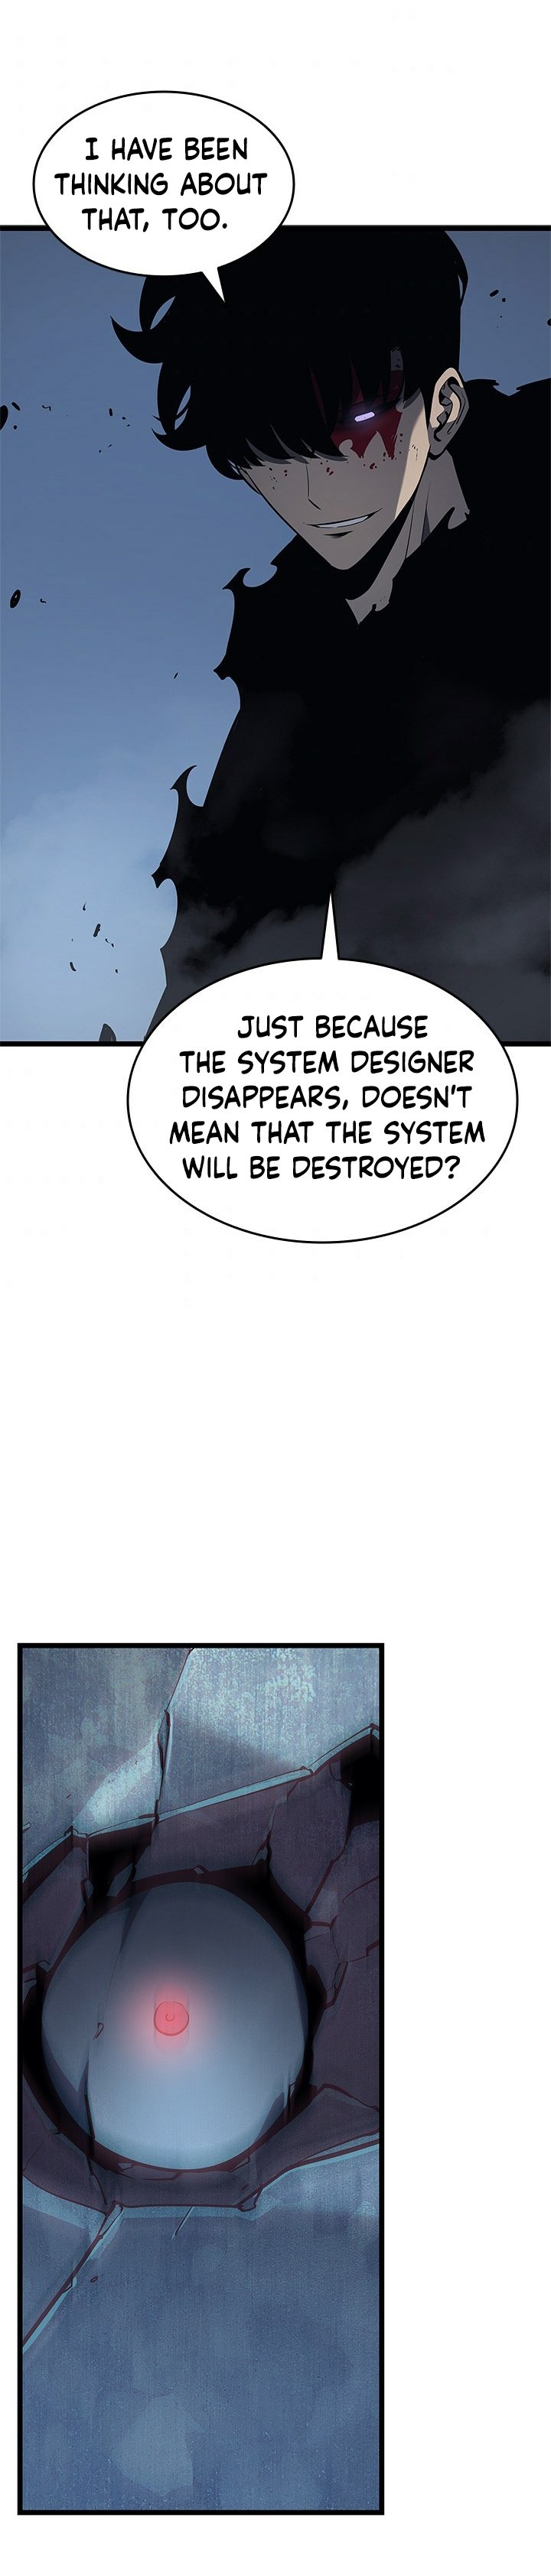 I HAVE BEEN
THINKING ABOUT
THAT, TOO.
JUST BECAUSE
THE SYSTEM DESIGNER
DISAPPEARS, DOESN'T
MEAN THAT THE SYSTEM
WILL BE DESTROYED?